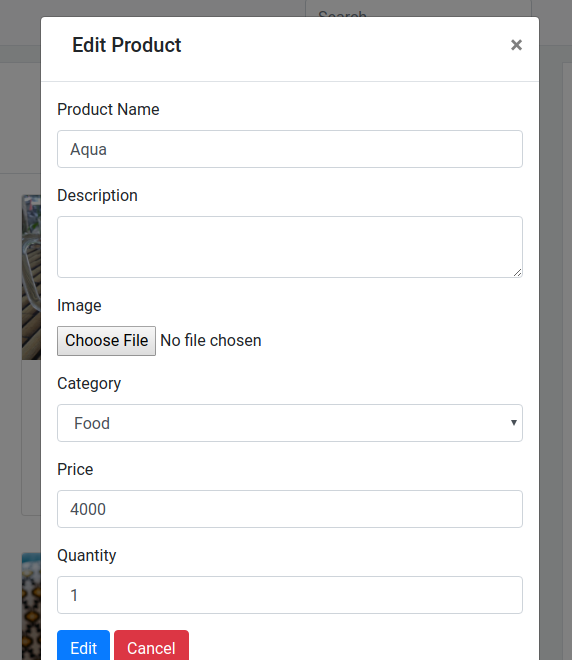 Search
Edit Product ×
Product Name
Aqua
Description
Image
Choose File No file chosen
Category
Food
Price
4000
Quantity
1
Edit Cancel